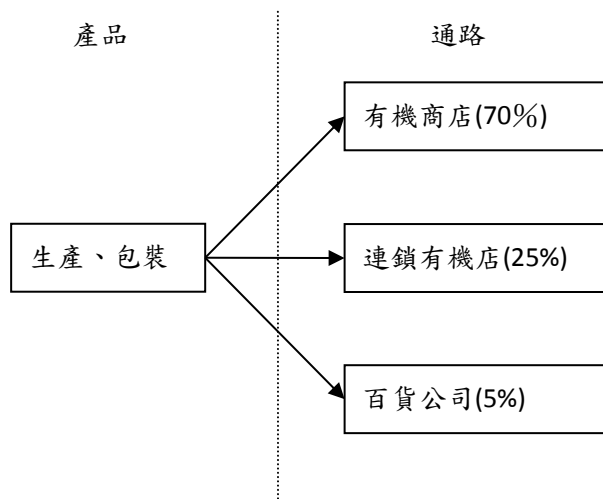 產品
通路
有機商店(70%)
生產、包裝
連鎖有機店(25%)
百貨公司(5%)